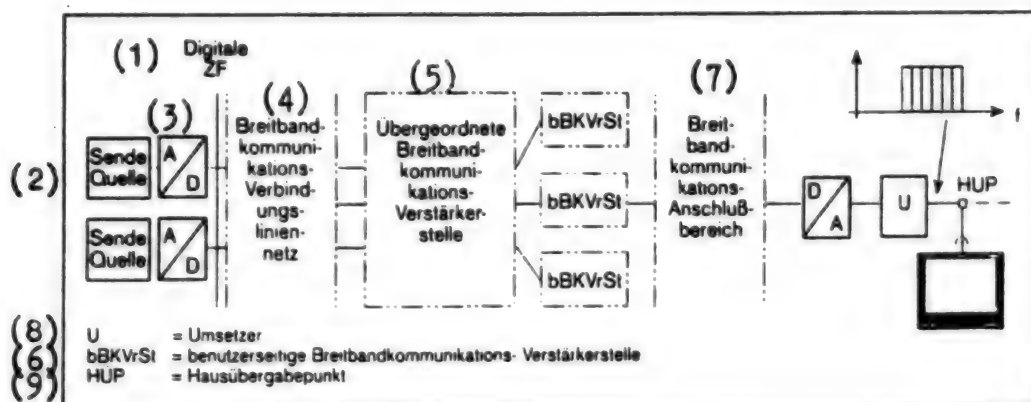 (1) Digitale
ZF
(2)
(3)
Sende
Quelle
A
D
Sende
Quelle
A
D
(4)
Breitband-
kommuni-
kations-
Verbind-
ungs-
linien-
netz
(5)
Übergeordnete
Breitband-
kommuni-
kations-
Verstärker-
stelle
bBKVrSt
bBKVrSt
bBKVrSt
(7)
Breit-
band-
kommuni-
kations-
Anschluß-
bereich
D
A
U
f
HUP
(8) U = Umsetzer
(6) bBKVrSt = benutzerseitige Breitbandkommunikations- Verstärkerstelle
(9) HUP = Hausübergabepunkt